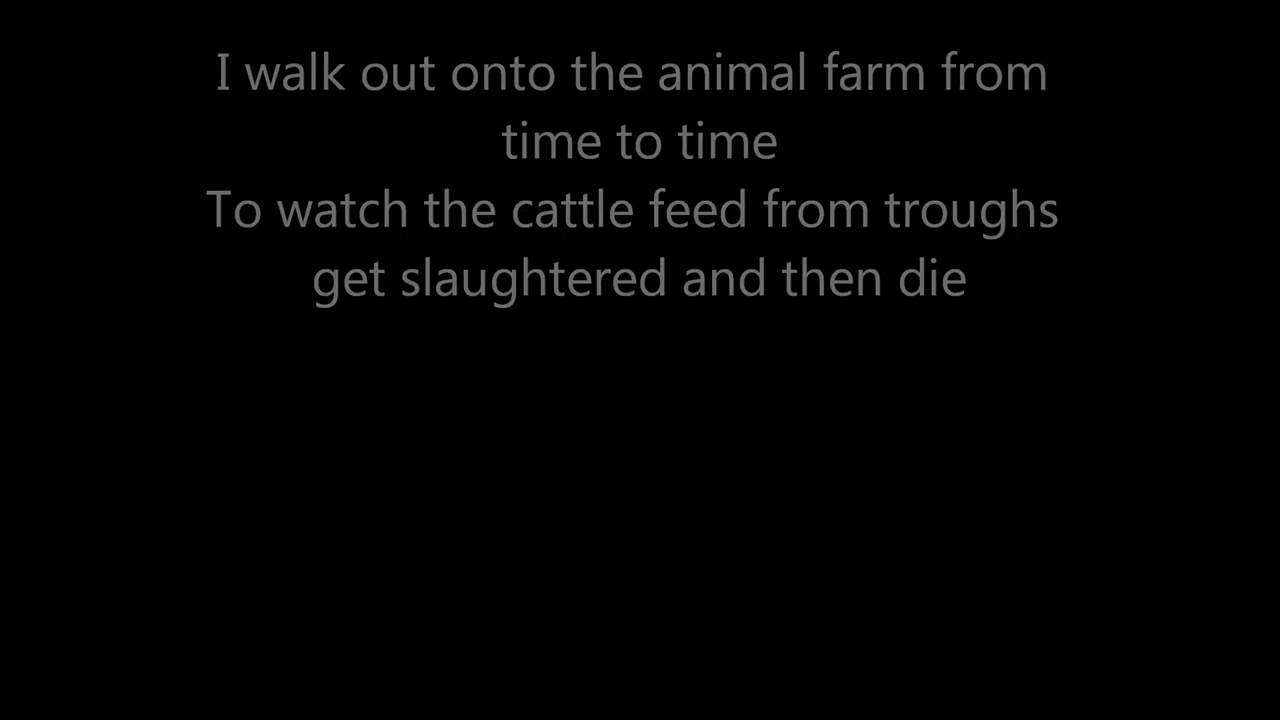 I walk out onto the animal farm from
time to time
To watch the cattle feed from troughs
get slaughtered and then die